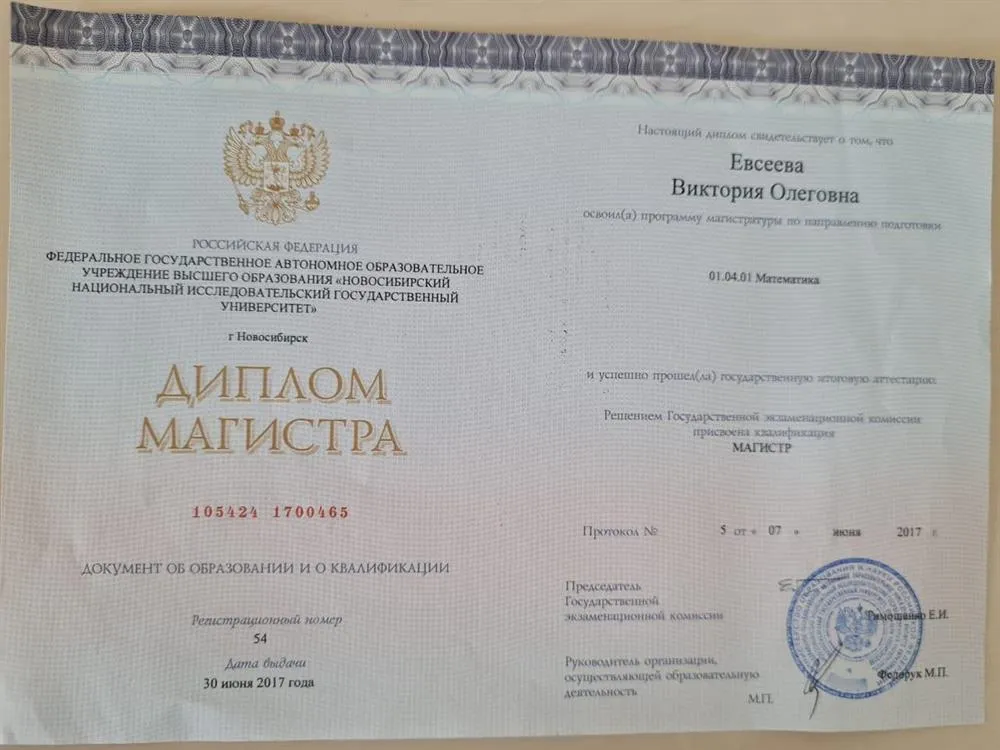 РОССИЙСКАЯ ФЕДЕРАЦИЯ
ФЕДЕРАЛЬНОЕ ГОСУДАРСТВЕННОЕ АВТОНОМНОЕ ОБРАЗОВАТЕЛЬНОЕ
УЧРЕЖДЕНИЕ ВЫСШЕГО ОБРАЗОВАНИЯ «НОВОСИБИРСКИЙ
НАЦИОНАЛЬНЫЙ ИССЛЕДОВАТЕЛЬСКИЙ ГОСУДАРСТВЕННЫЙ
УНИВЕРСИТЕТ»
г Новосибирск
ДИПЛОМ
МАГИСТРА
105424 1700465
ДОКУМЕНТ ОБ ОБРАЗОВАНИИ И О КВАЛИФИКАЦИИ
Регистрационный номер
54
Дата выдачи
30 июня 2017 года
Настоящий диплом свидетельствует о том, что
Евсеева
Виктория Олеговна
освоил(а) программу магистратуры по направлению подготовки
01.04.01 Математика
и успешно прошел(ла) государственную итоговую аттестацию.
Решением Государственной экзаменационной комиссии
присвоена квалификация
МАГИСТР
Протокол № 5 от « 07 » июня 2017 г.
Председатель
Государственной
экзаменационной комиссии
Тимошенко Е.И.
Руководитель организации,
осуществляющей образовательную
деятельность
Федорук М.П.
М.П.